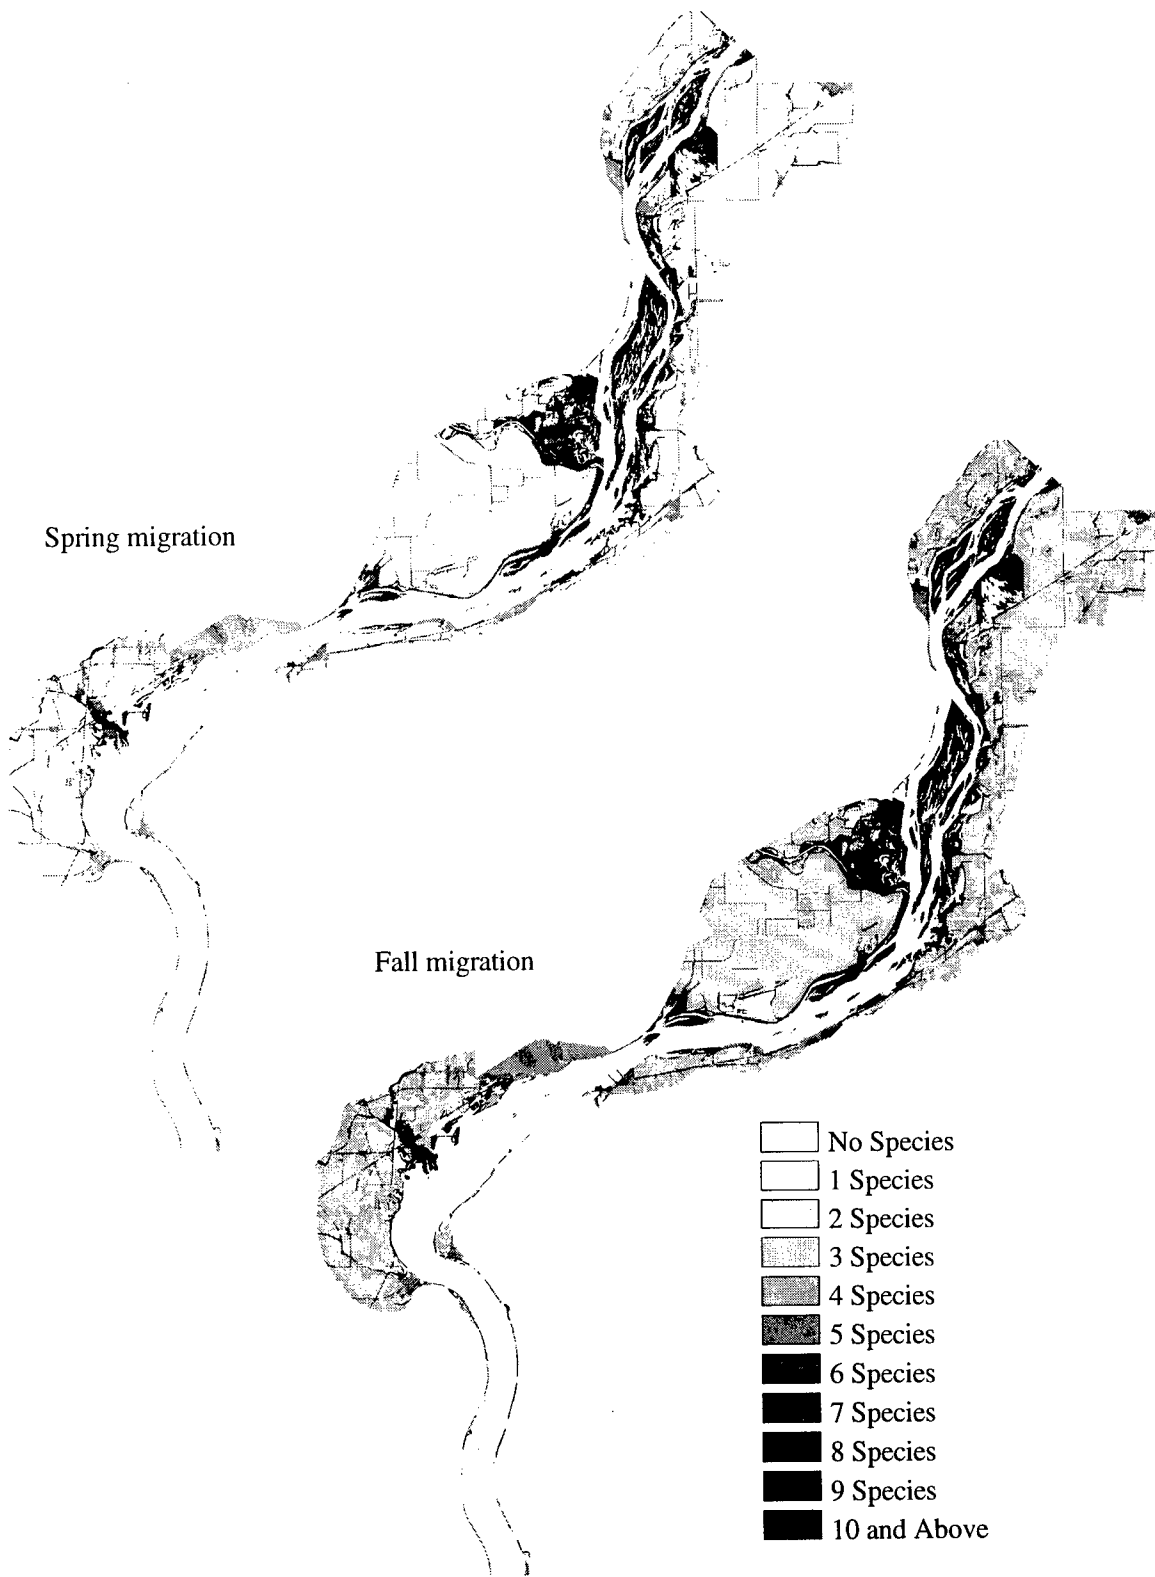 Spring migration
Fall migration
No Species
1 Species
2 Species
3 Species
4 Species
5 Species
6 Species
7 Species
8 Species
9 Species
10 and Above